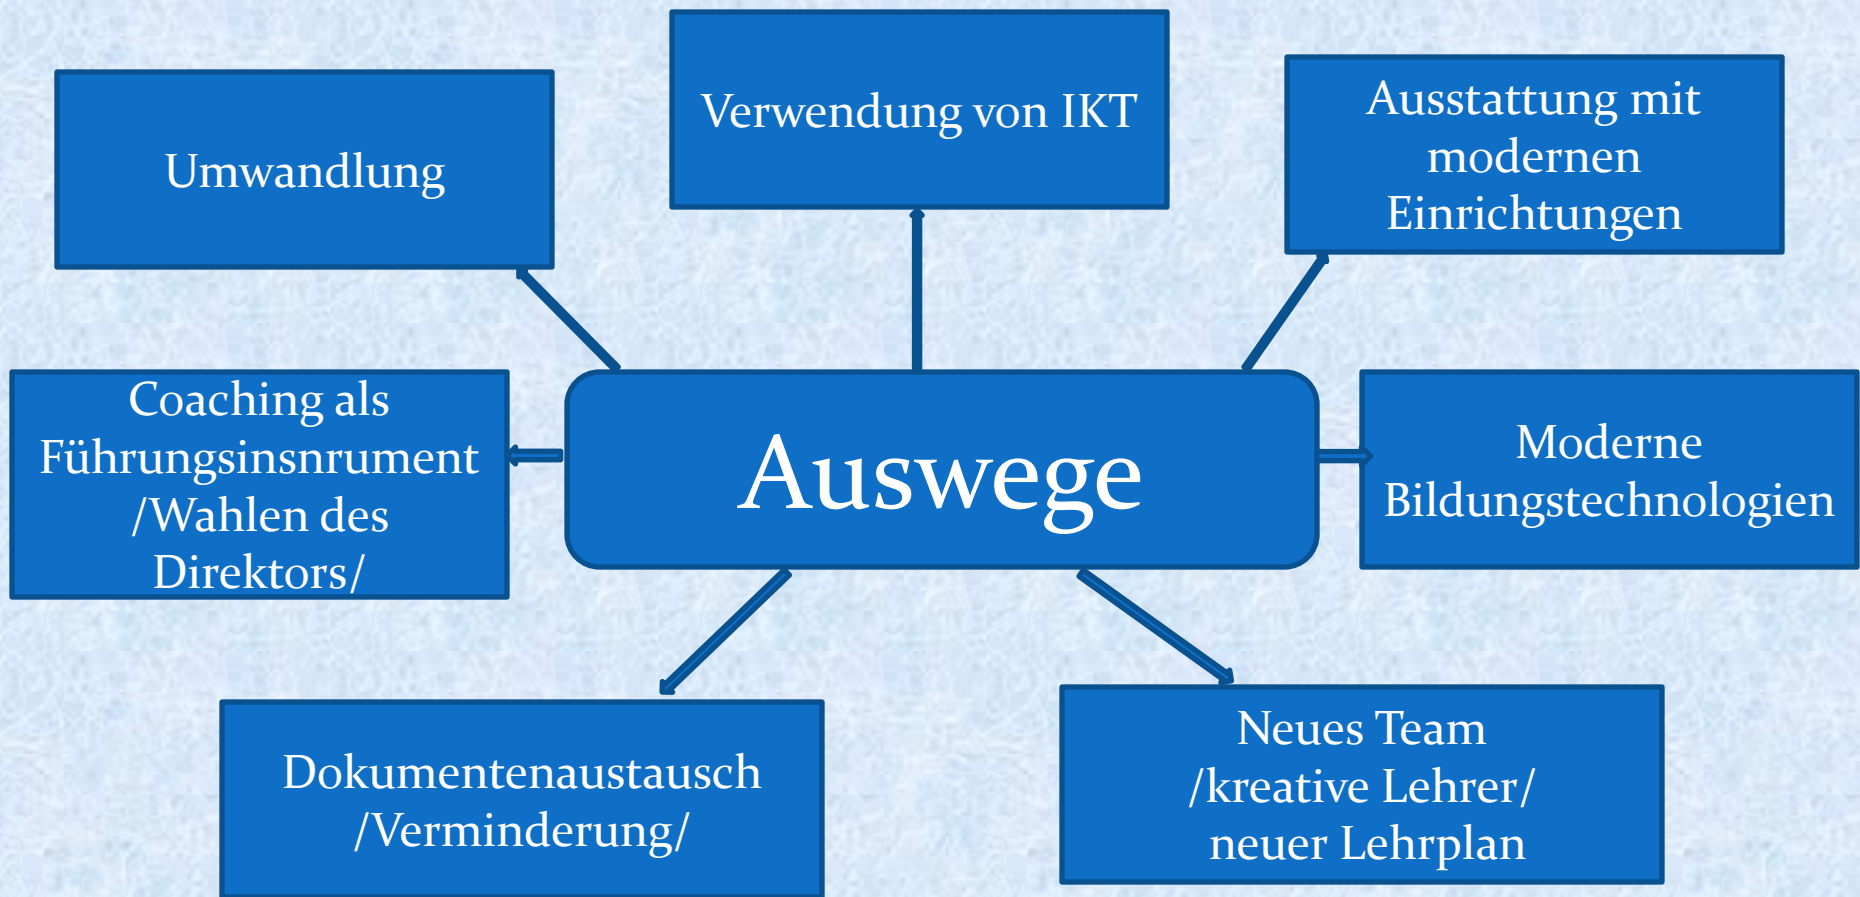 Umwandlung
Verwendung von IKT
Ausstattung mit
modernen
Einrichtungen
Coaching als
Führungsinsnrument
/Wahlen des
Direktors/
Auswege
Moderne
Bildungstechnologien
Dokumentenaustausch
/Verminderung/
Neues Team
/kreative Lehrer/
neuer Lehrplan